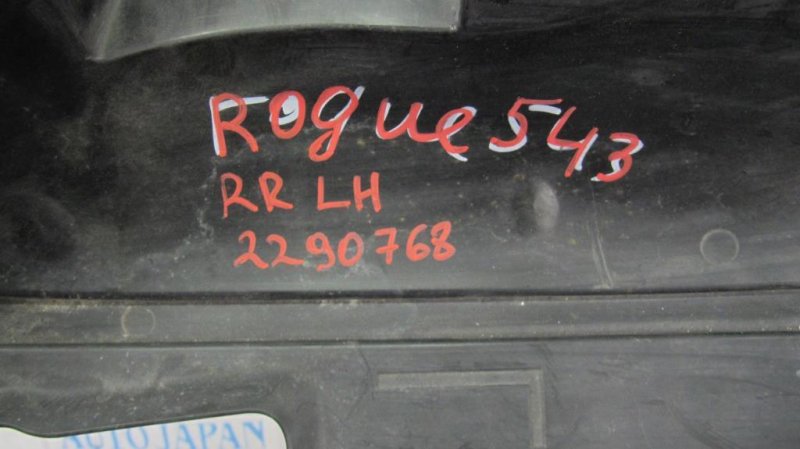 Rogue 543
RR LH
2290768
AUTO JAPAN